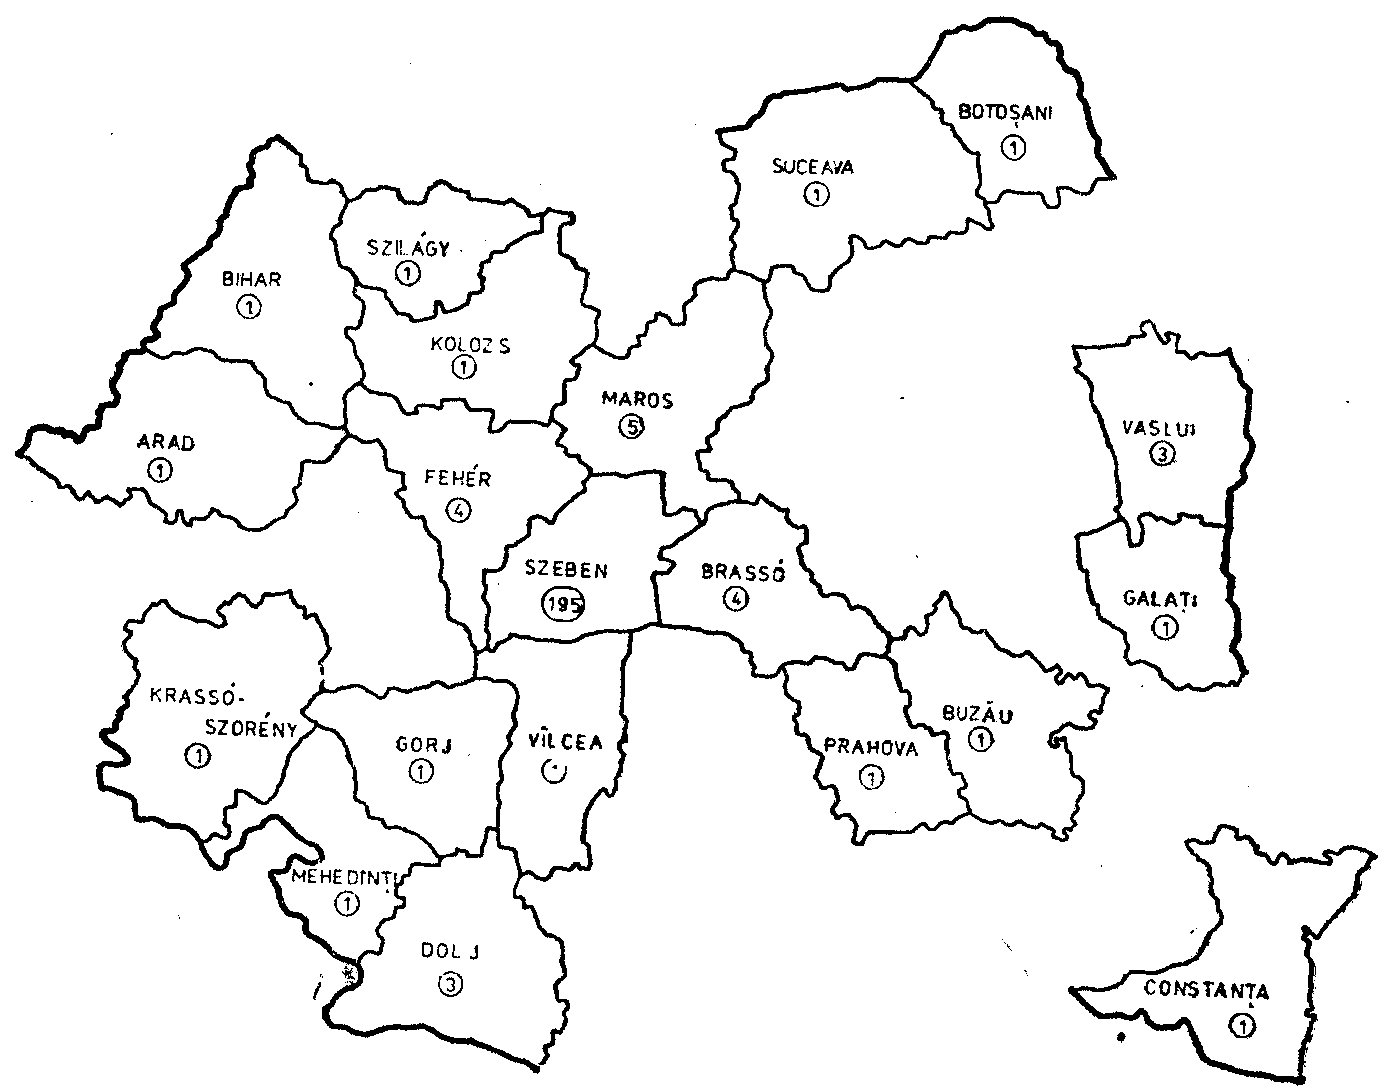 BOTOȘANI
1
SUCEAVA
1
SZILÁGY
1
BIHAR
1
KOLOZS
1
MAROS
5
ARAD
1
VASLUI
3
FEHÉR
4
SZEBEN
195
BRASSÓ
4
GALAȚI
1
KRASSÓ-
SZÖRÉNY
1
GORJ
1
VÎLCEA
BUZĂU
1
PRAHOVA
1
MEHEDINȚI
1
DOLJ
3
CONSTANȚA
1